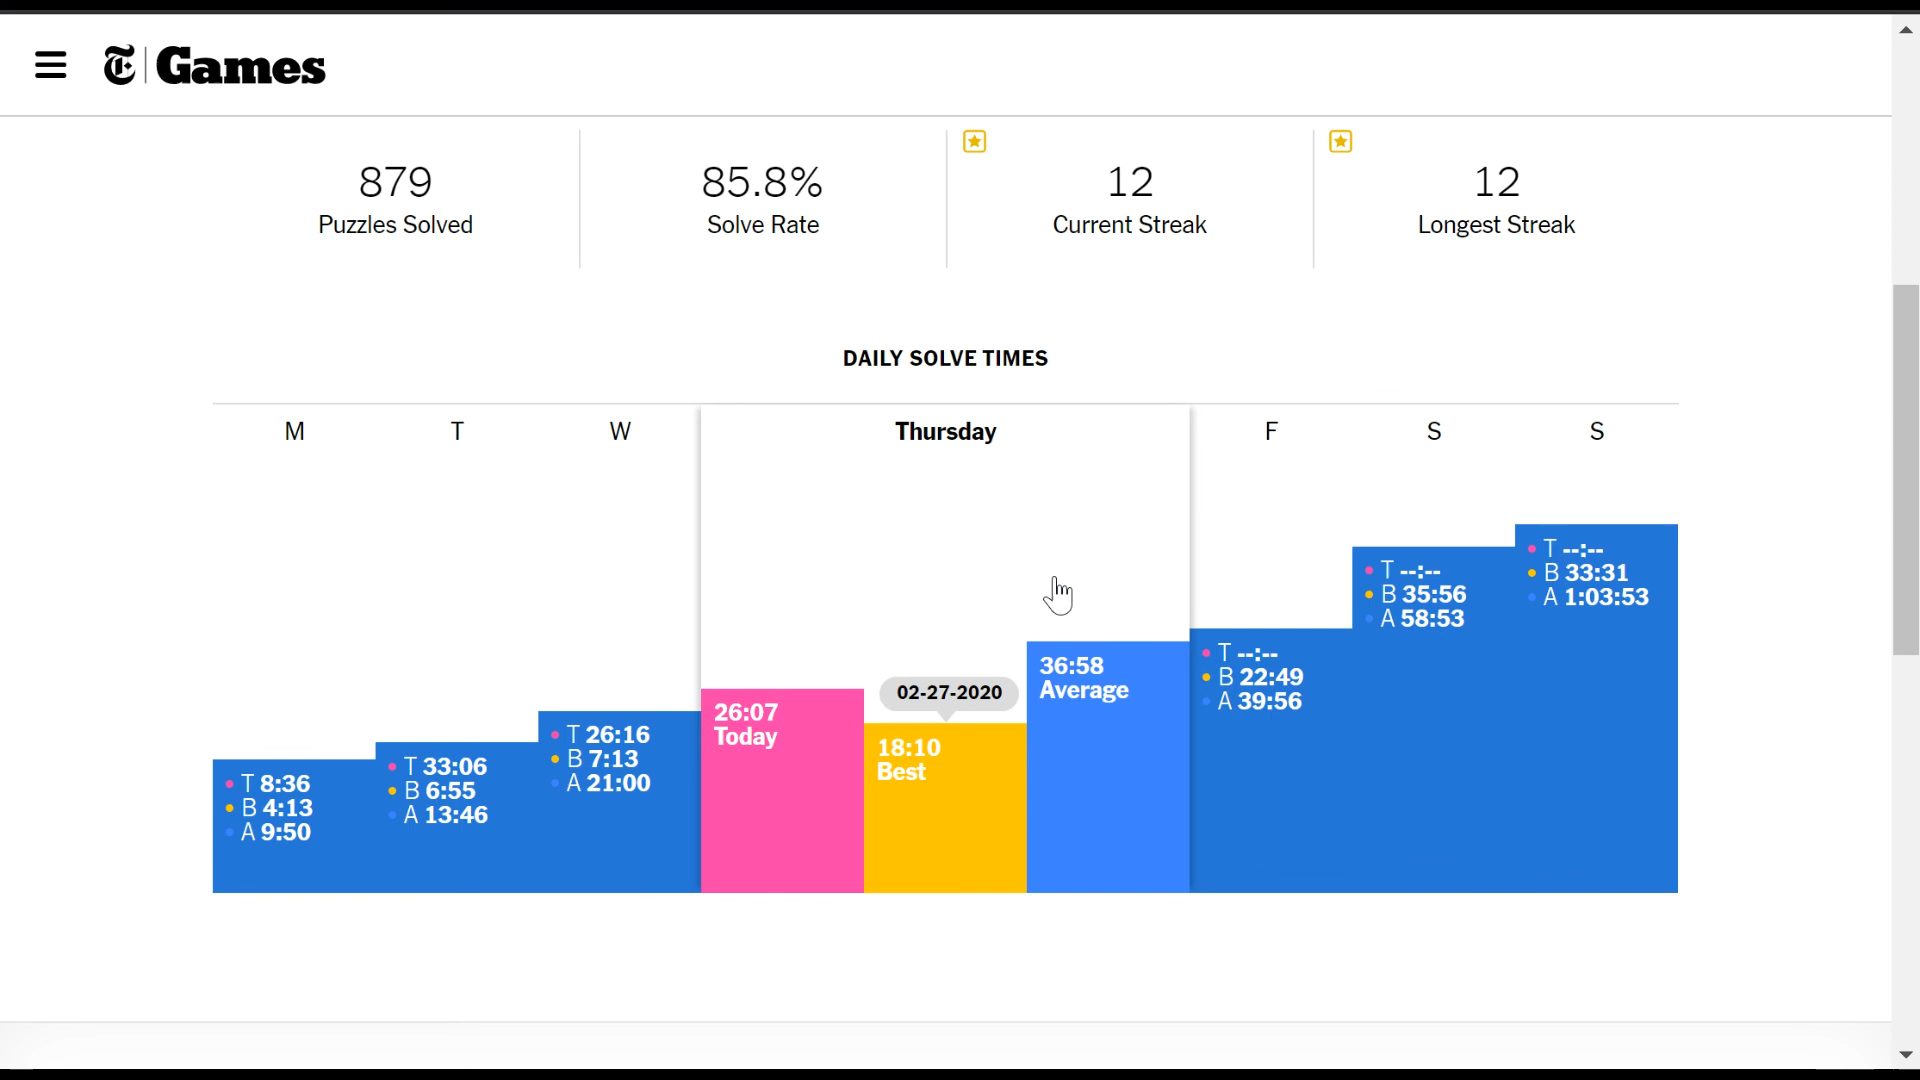 T Games
879
Puzzles Solved
85.8%
Solve Rate
12
Current Streak
12
Longest Streak
DAILY SOLVE TIMES
M T W Thursday F S S
T 8:36
B 4:13
A 9:50
T 33:06
B 6:55
A 13:46
T 26:16
B 7:13
A 21:00
26:07
Today
02-27-2020
18:10
Best
36:58
Average
T --:--
B 22:49
A 39:56
T --:--
B 35:56
A 58:53
T --:--
B 33:31
A 1:03:53